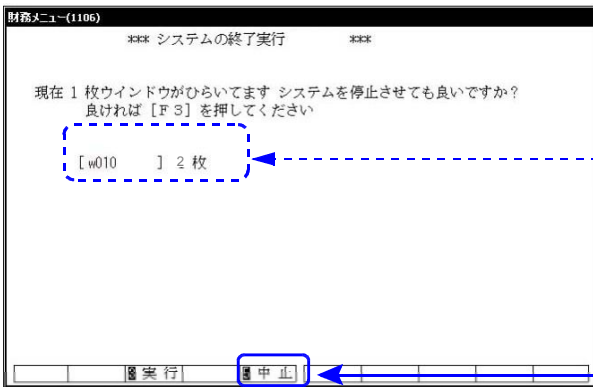 財務メニュー(1106)
*** システムの終了実行 ***
現在 1 枚ウインドウがひらいてます システムを停止させても良いですか?
良ければ [F3] を押してください
[w010 ] 2 枚
実行 中止